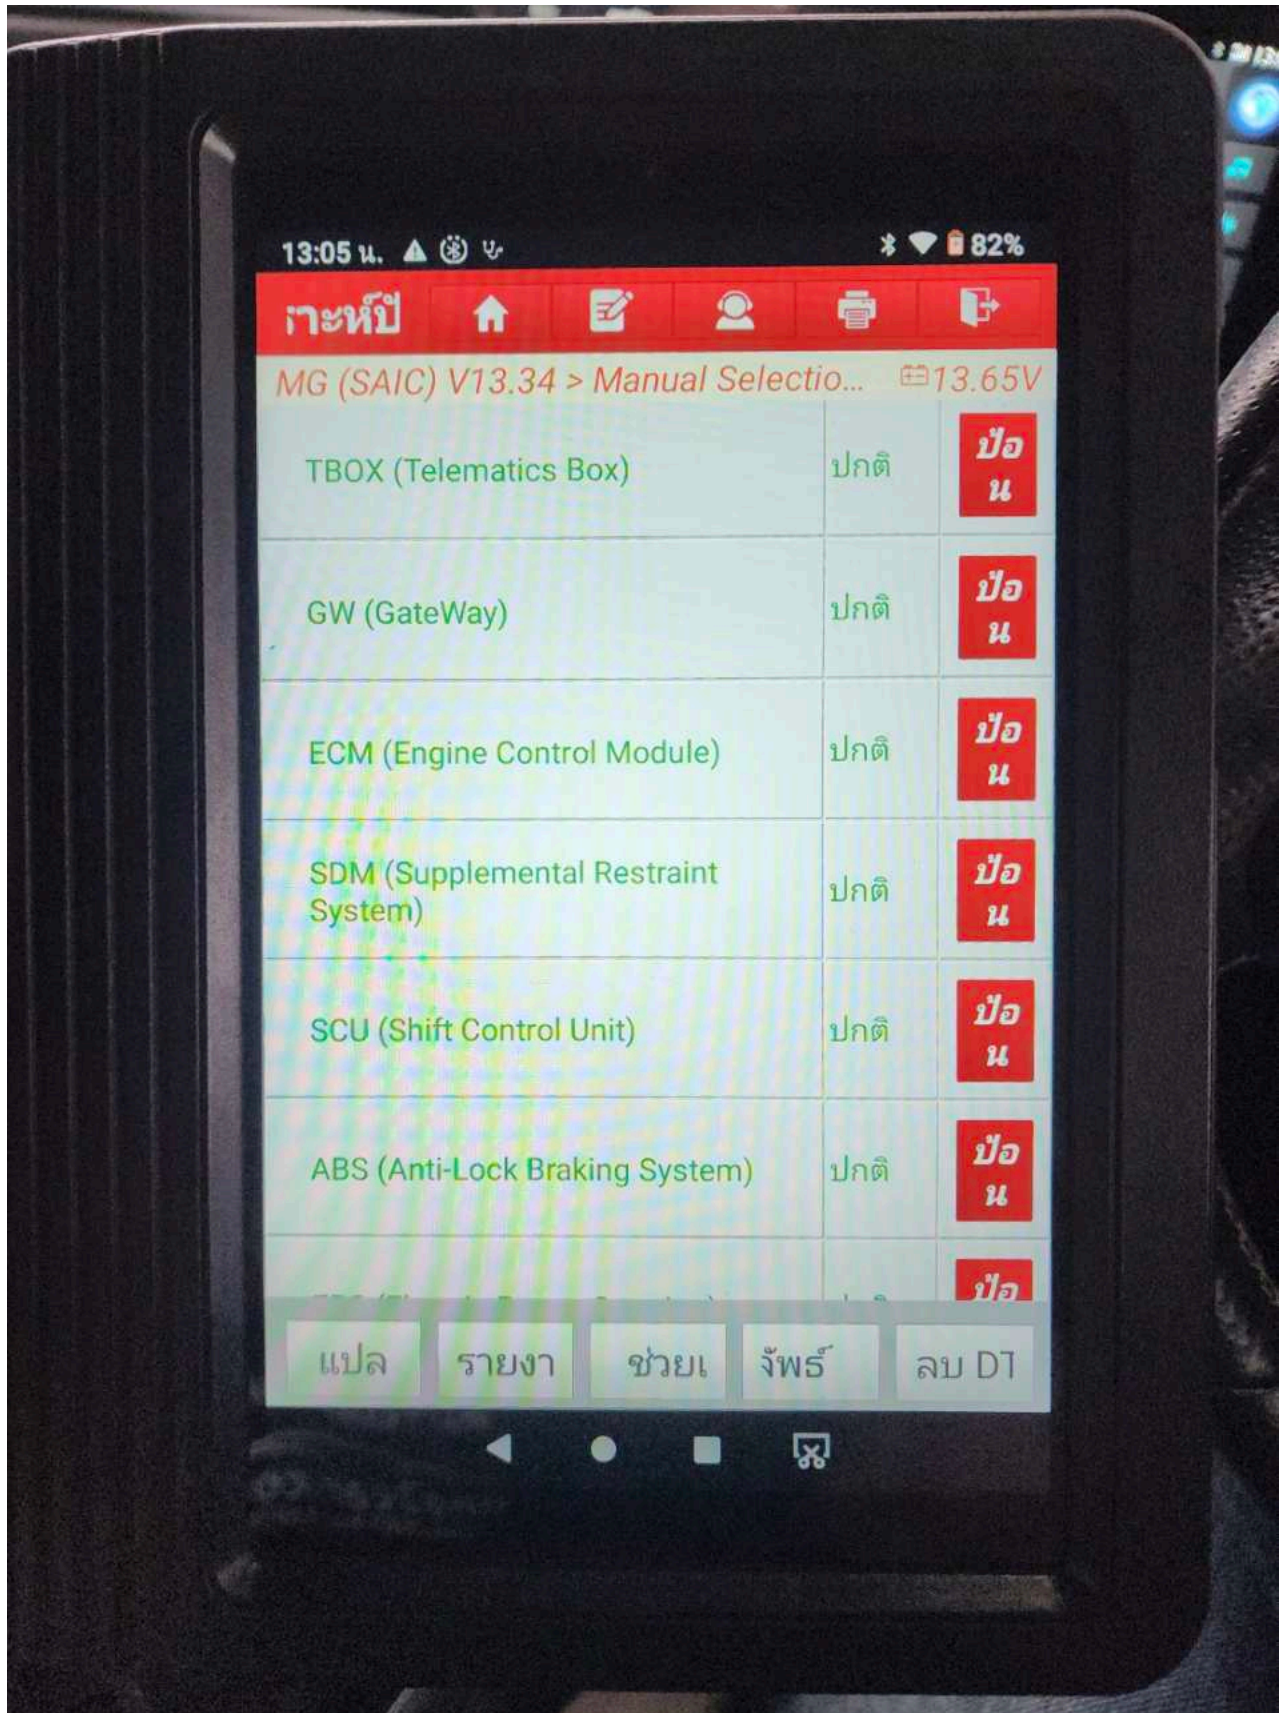 13:05 น. 82%
าะห์ปั
MG (SAIC) V13.34 > Manual Selectio... 13.65V
TBOX (Telematics Box) ปกติ ป้อ
น
GW (GateWay) ปกติ ป้อ
น
ECM (Engine Control Module) ปกติ ป้อ
น
SDM (Supplemental Restraint
System) ปกติ ป้อ
น
SCU (Shift Control Unit) ปกติ ป้อ
น
ABS (Anti-Lock Braking System) ปกติ ป้อ
น
ป้อ
แปล รายงา ช่วยเ ัพธ์ ลบ DT